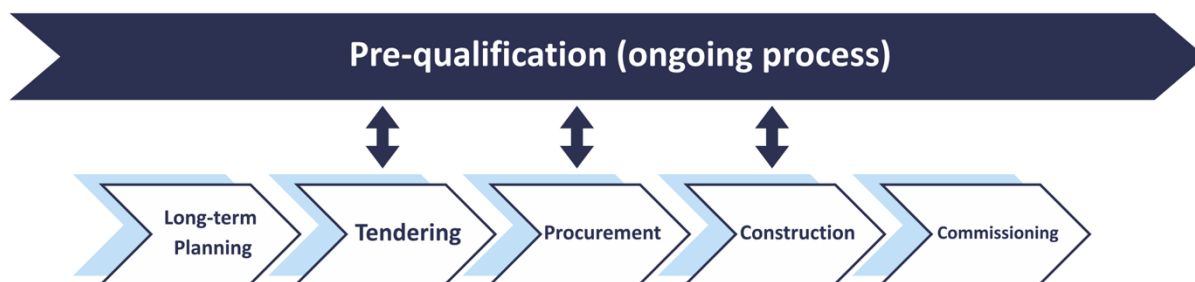 Pre-qualification (ongoing process)
Long-term
Planning
Tendering
Procurement
Construction
Commissioning